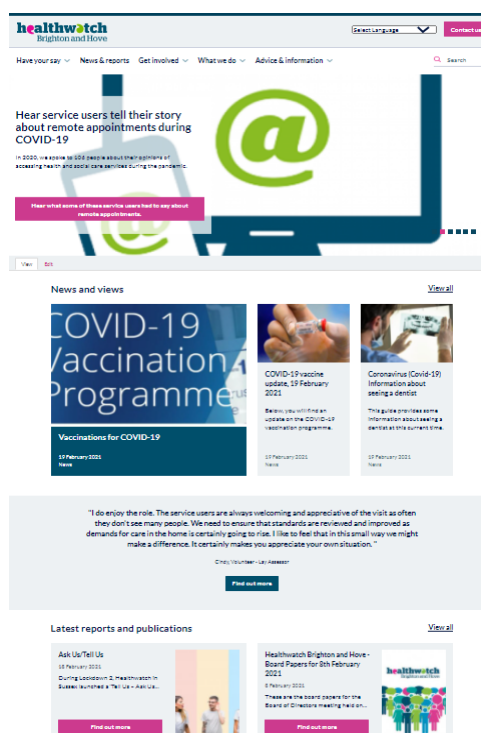 healthwatch
Brighton and Hove
Select Language
Contact us
Have your say
News & reports
Get involved
What we do
Advice & information
Search
Hear service users tell their story
about remote appointments during
COVID-19
In 2020, we spoke to 104 people about their opinions of
accessing health and social care services during the pandemic.
Hear what some of these service users had to say about
remote appointments.
View
Edit
News and views
View all
COVID-19
Vaccination
Programme
Vaccinations for COVID-19
19 February 2021
News
COVID-19 vaccine
update, 19 February
2021
Below, you will find an
update on the COVID-19
vaccination programme.
19 February 2021
News
Coronavirus (Covid-19)
Information about
seeing a dentist
This guide provides some
information about seeing a
dentist at this current time.
19 February 2021
News
"I do enjoy the role. The service users are always welcoming and appreciative of the visit as often
they don't see many people. We need to ensure that standards are reviewed and improved as
demands for care in the home is certainly going to rise. I like to feel that in this small way we might
make a difference. It certainly makes you appreciate your own situation. "
Cindy, Volunteer - Lay Assessor
Find out more
Latest reports and publications
View all
Ask Us/Tell Us
18 February 2021
During Lockdown 2, Healthwatch in
Sussex launched a 'Tell Us - Ask Us...
Find out more
Healthwatch Brighton and Hove -
Board Papers for 8th February
2021
8 February 2021
These are the board papers for the
Board of Directors meeting held on...
Find out more
healthwatch
Brighton and Hove